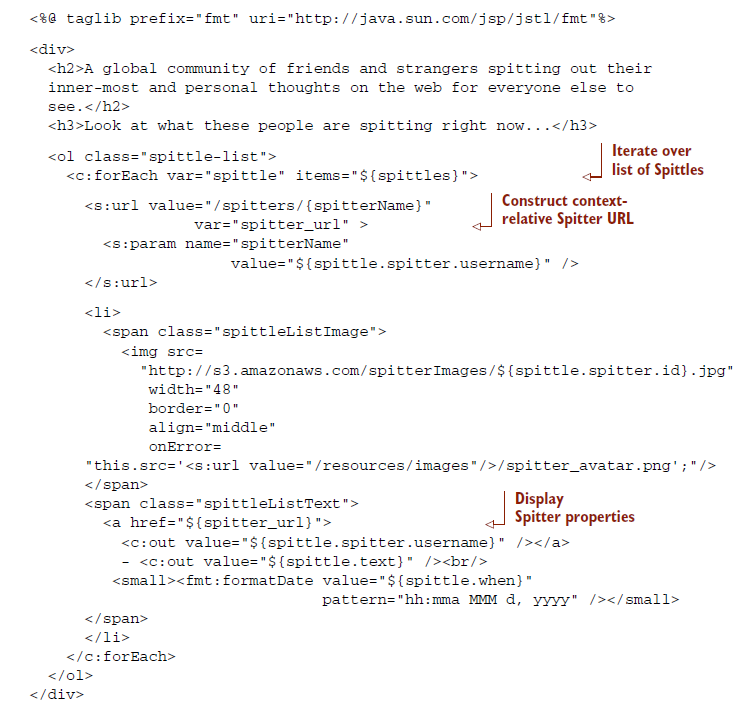 <%@ taglib prefix="fmt" uri="http://java.sun.com/jsp/jstl/fmt"%>
<div>
<h2>A global community of friends and strangers spitting out their
inner-most and personal thoughts on the web for everyone else to
see.</h2>
<h3>Look at what these people are spitting right now...</h3>
<ol class="spittle-list">
<c:forEach var="spittle" items="${spittles}">
Iterate over
list of Spittles
<s:url value="/spitters/{spitterName}"
var="spitter_url" >
Construct context-
relative Spitter URL
<s:param name="spitterName"
value="${spittle.spitter.username}" />
</s:url>
<li>
<span class="spittleListImage">
<img src=
"http://s3.amazonaws.com/spitterImages/${spittle.spitter.id}.jpg"
width="48"
border="0"
align="middle"
onError=
"this.src='<s:url value="/resources/images"/>/spitter_avatar.png';"/>
</span>
<span class="spittleListText">
<a href="${spitter_url}">
Display
Spitter properties
<c:out value="${spittle.spitter.username}" /></a>
- <c:out value="${spittle.text}" /><br/>
<small><fmt:formatDate value="${spittle.when}"
pattern="hh:mma MMM d, yyyy" /></small>
</span>
</li>
</c:forEach>
</ol>
</div>